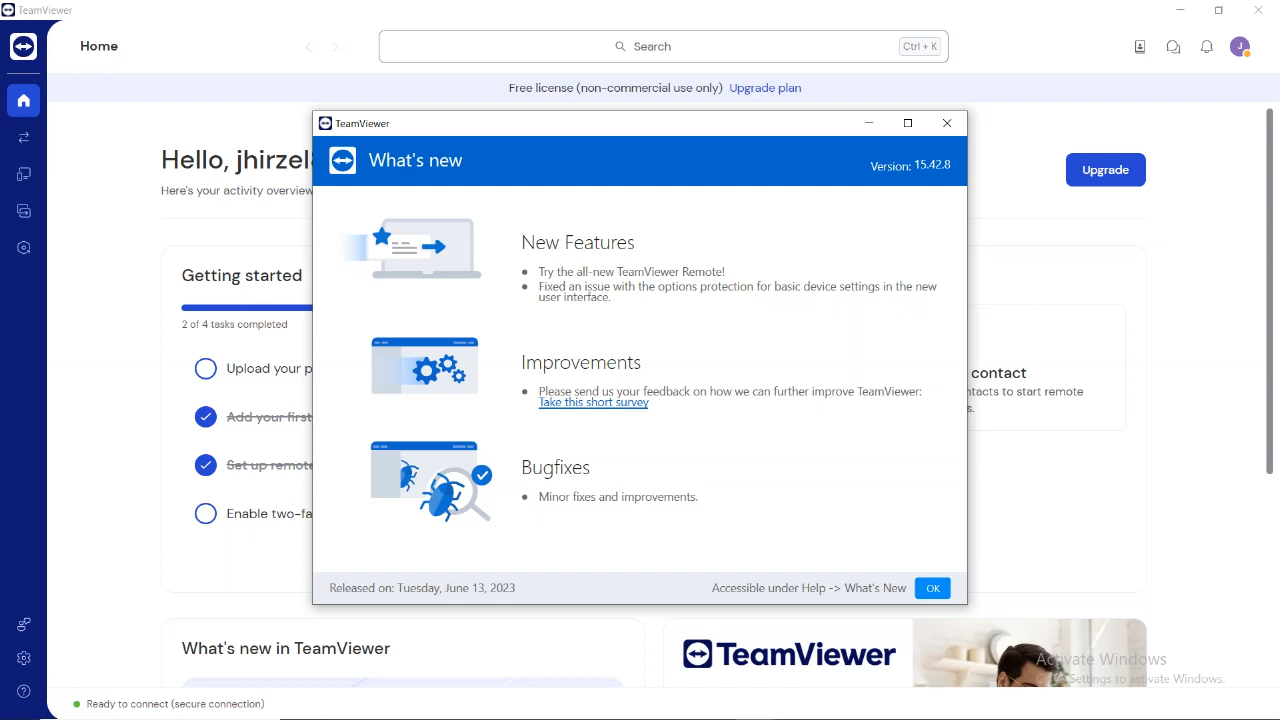 TeamViewer
Home
Search
Ctrl + K
J
Free license (non-commercial use only) Upgrade plan
TeamViewer
What's new
Version: 15.42.8
Hello, jhirzel
Here's your activity overview
Upgrade
New Features
Try the all-new TeamViewer Remote!
Fixed an issue with the options protection for basic device settings in the new
user interface.
Getting started
2 of 4 tasks completed
Upload your p
Add your first
Set up remote
Enable two-fa
Improvements
Please send us your feedback on how we can further improve TeamViewer:
Take this short survey
contact
ntacts to start remote
s.
Bugfixes
Minor fixes and improvements.
Released on: Tuesday, June 13, 2023
Accessible under Help -> What's New
OK
What's new in TeamViewer
TeamViewer
Activate Windows
Settings to activate Windows.
Ready to connect (secure connection)